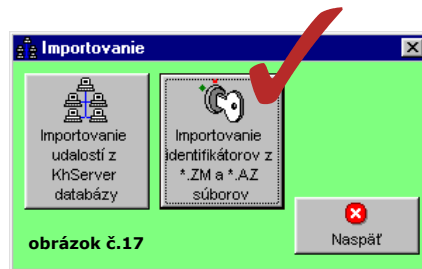 Importovanie
Importovanie
udalostí z
KhServer
databázy
Importovanie
identifikátorov z
*.ZM a *.AZ
súborov
Naspäť
obrázok č.17